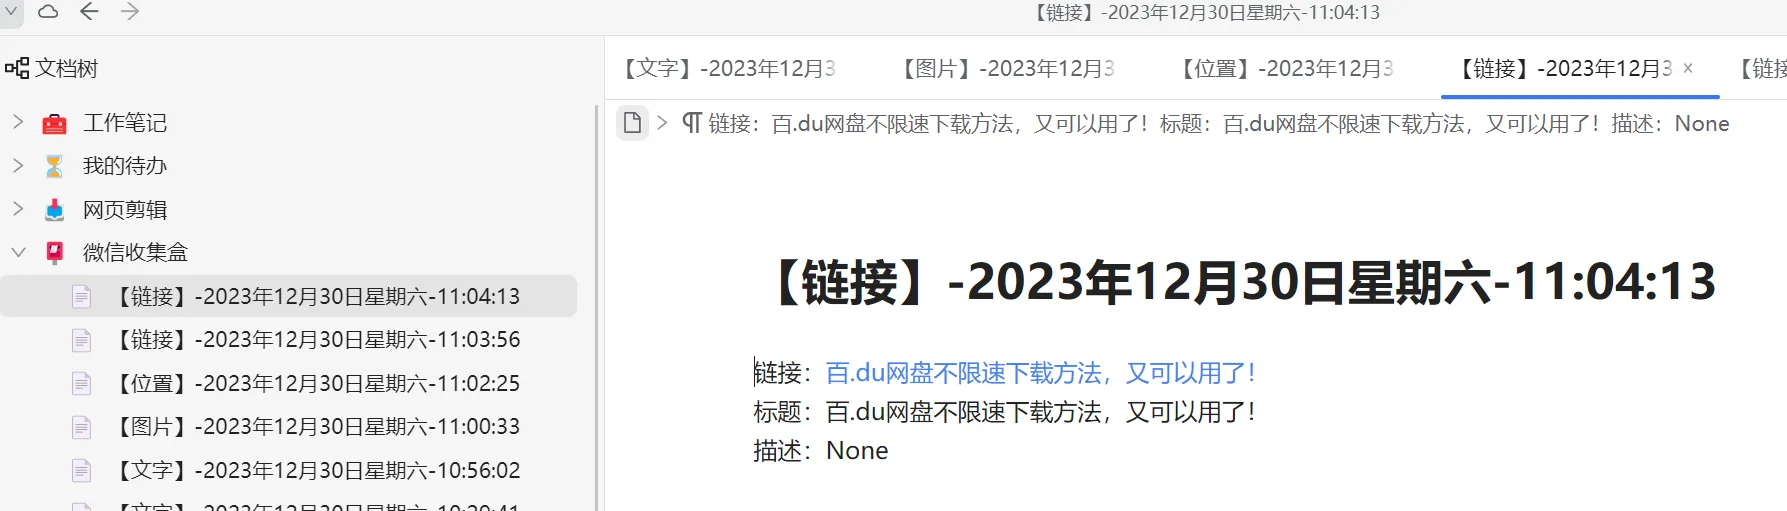 【链接】-2023年12月30日星期六-11:04:13
文档树
工作笔记
我的待办
网页剪辑
微信收集盒
【链接】-2023年12月30日星期六-11:04:13
【链接】-2023年12月30日星期六-11:03:56
【位置】-2023年12月30日星期六-11:02:25
【图片】-2023年12月30日星期六-11:00:33
【文字】-2023年12月30日星期六-10:56:02
【文字】-2023年12月3
【图片】-2023年12月3
【位置】-2023年12月3
【链接】-2023年12月3 ×
【链接
链接：百.du网盘不限速下载方法，又可以用了！标题：百.du网盘不限速下载方法，又可以用了！描述：None
【链接】-2023年12月30日星期六-11:04:13
链接：百.du网盘不限速下载方法，又可以用了！
标题：百.du网盘不限速下载方法，又可以用了！
描述：None